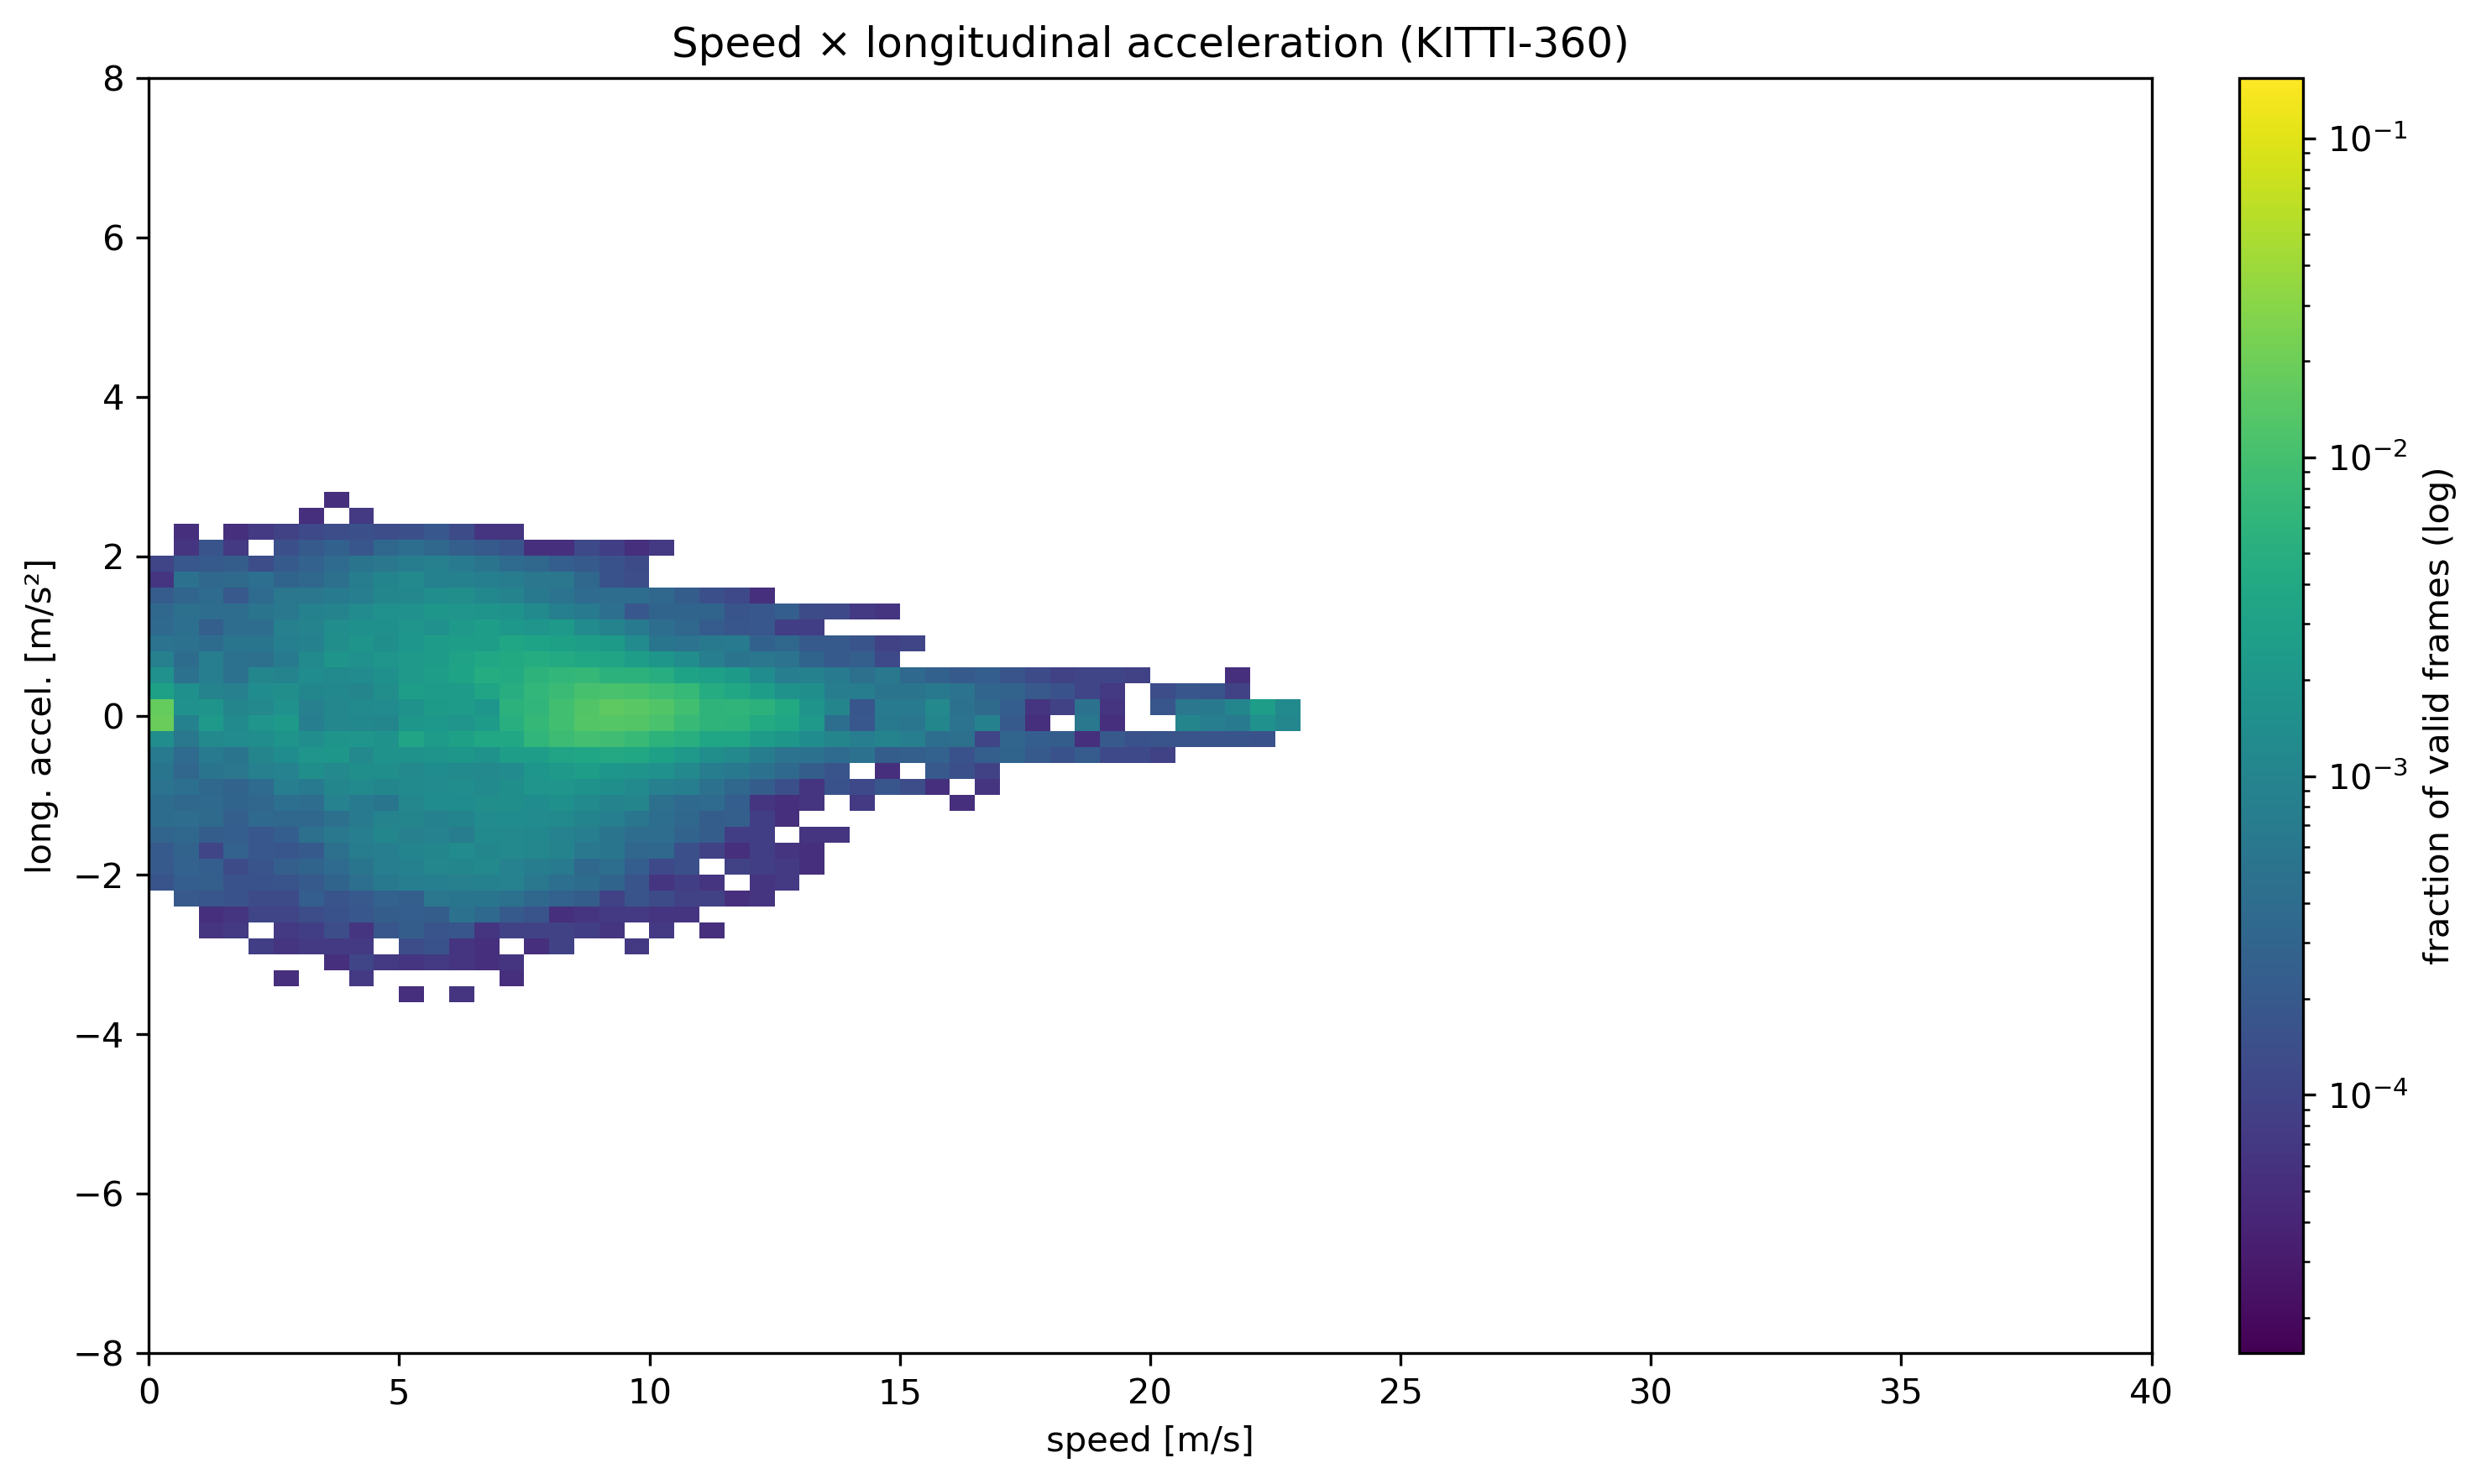 Speed × longitudinal acceleration (KITTI-360)
8
6
4
2
0
−2
−4
−6
−8
long. accel. [m/s²]
0 5 10 15 20 25 30 35 40
speed [m/s]
10⁻¹
10⁻²
10⁻³
10⁻⁴
fraction of valid frames (log)